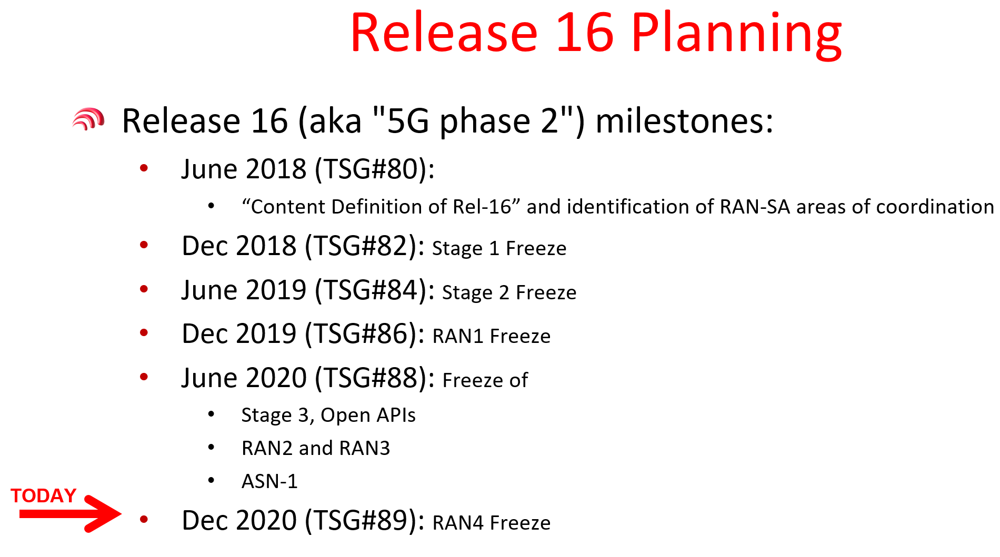 Release 16 Planning
Release 16 (aka "5G phase 2") milestones:
• June 2018 (TSG#80):
• “Content Definition of Rel-16” and identification of RAN-SA areas of coordination
• Dec 2018 (TSG#82): Stage 1 Freeze
• June 2019 (TSG#84): Stage 2 Freeze
• Dec 2019 (TSG#86): RAN1 Freeze
• June 2020 (TSG#88): Freeze of
• Stage 3, Open APIs
• RAN2 and RAN3
• ASN-1
TODAY
• Dec 2020 (TSG#89): RAN4 Freeze